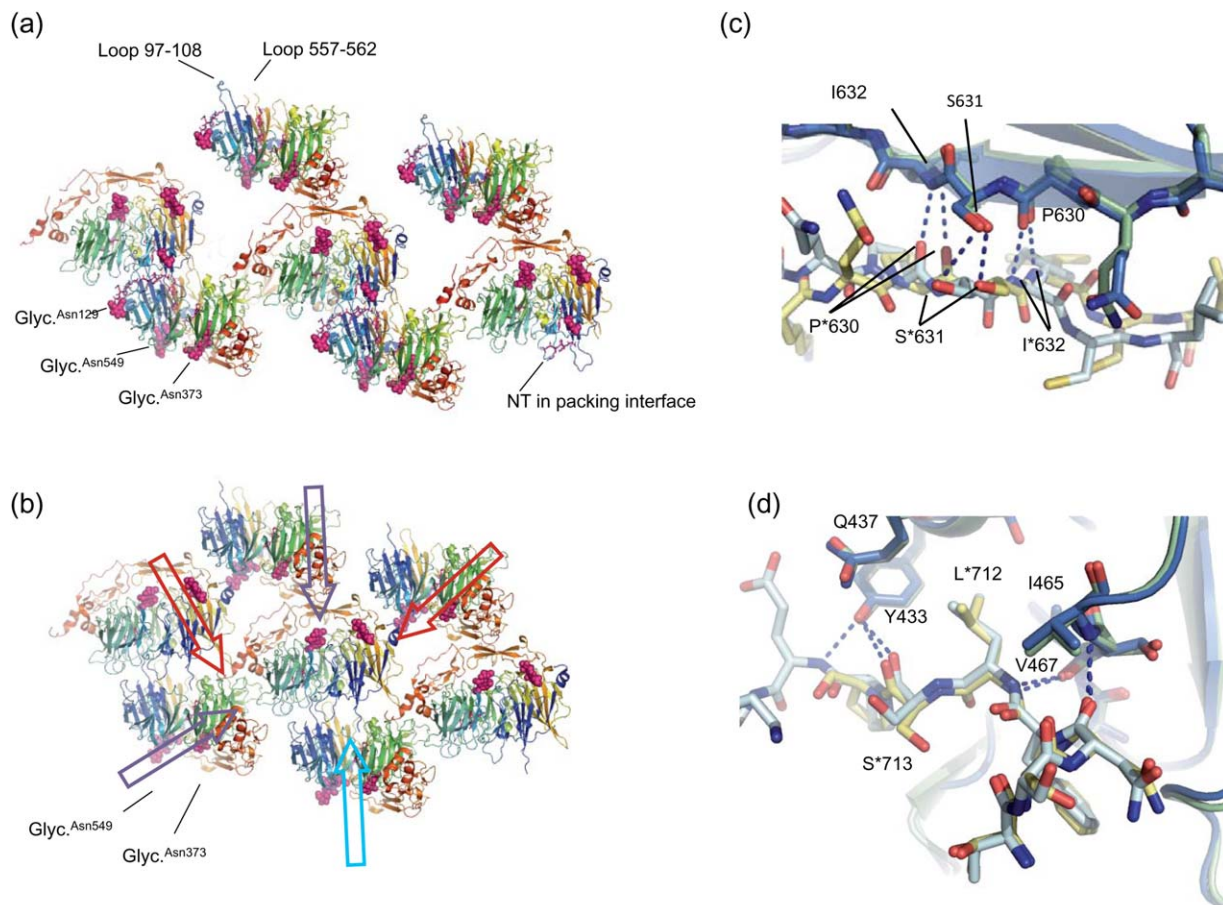 (a)
Loop 97-108
Loop 557-562
Glyc.Asn129
Glyc.Asn549
Glyc.Asn373
NT in packing interface
(b)
Glyc.Asn549
Glyc.Asn373
(c)
I632
S631
P630
P*630
S*631
I*632
(d)
Q437
L*712
I465
Y433
V467
S*713